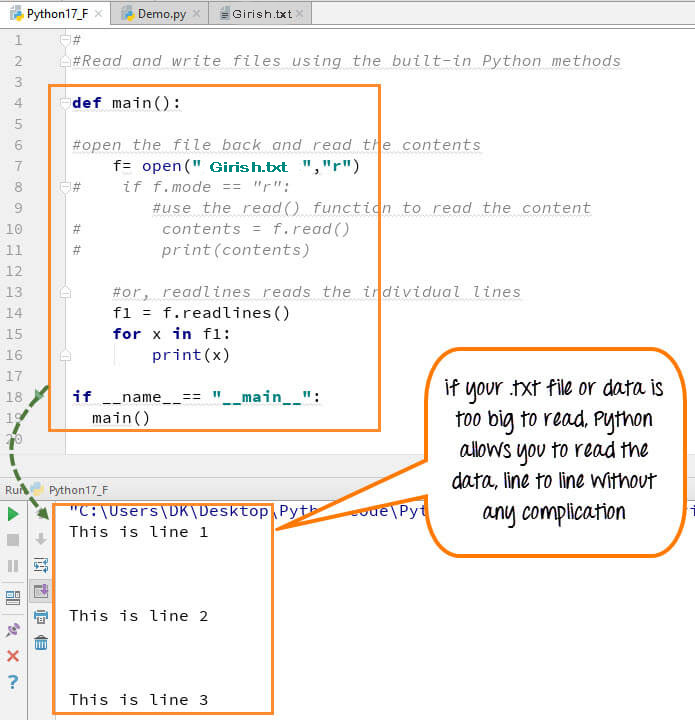 Python17_F × Demo.py × Girish.txt ×
1 #
2 #Read and write files using the built-in Python methods
3
4 def main():
5
6 #open the file back and read the contents
7 f= open(" Girish.txt ","r")
8 # if f.mode == "r":
9 #use the read() function to read the content
10 # contents = f.read()
11 # print(contents)
12
13 #or, readlines reads the individual lines
14 f1 = f.readlines()
15 for x in f1:
16 print(x)
17
18 if __name__== "__main__":
19 main()
20
if your .txt file or data is
too big to read, Python
allows you to read the
data, line to line without
any complication
Run Python17_F
"C:\Users\DK\Desktop\Pyth
This is line 1
This is line 2
This is line 3